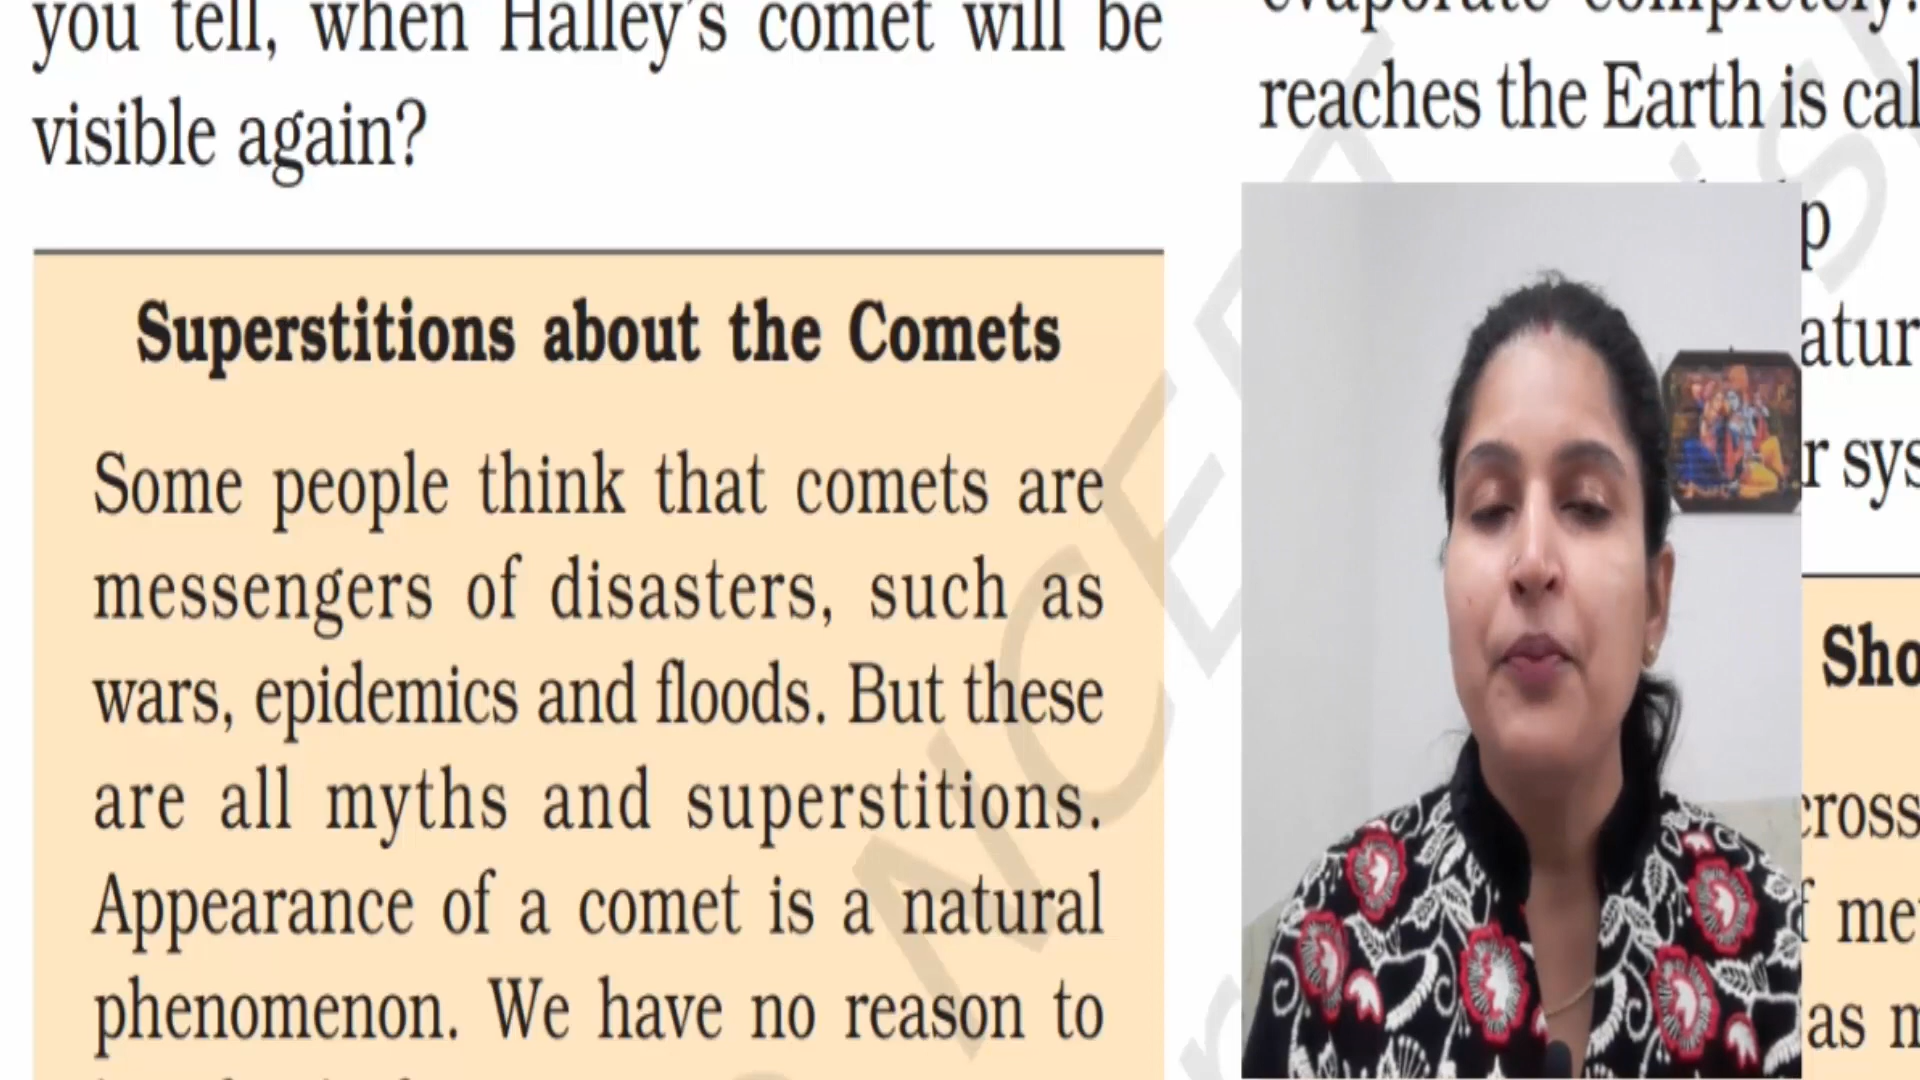 you tell, when Halley's comet will be
visible again?
Superstitions about the Comets
Some people think that comets are
messengers of disasters, such as
wars, epidemics and floods. But these
are all myths and superstitions.
Appearance of a comet is a natural
phenomenon. We have no reason to
evaporate completely.
reaches the Earth is cal
p
atur
r sys
Sho
cross
f me
as m
NCERT